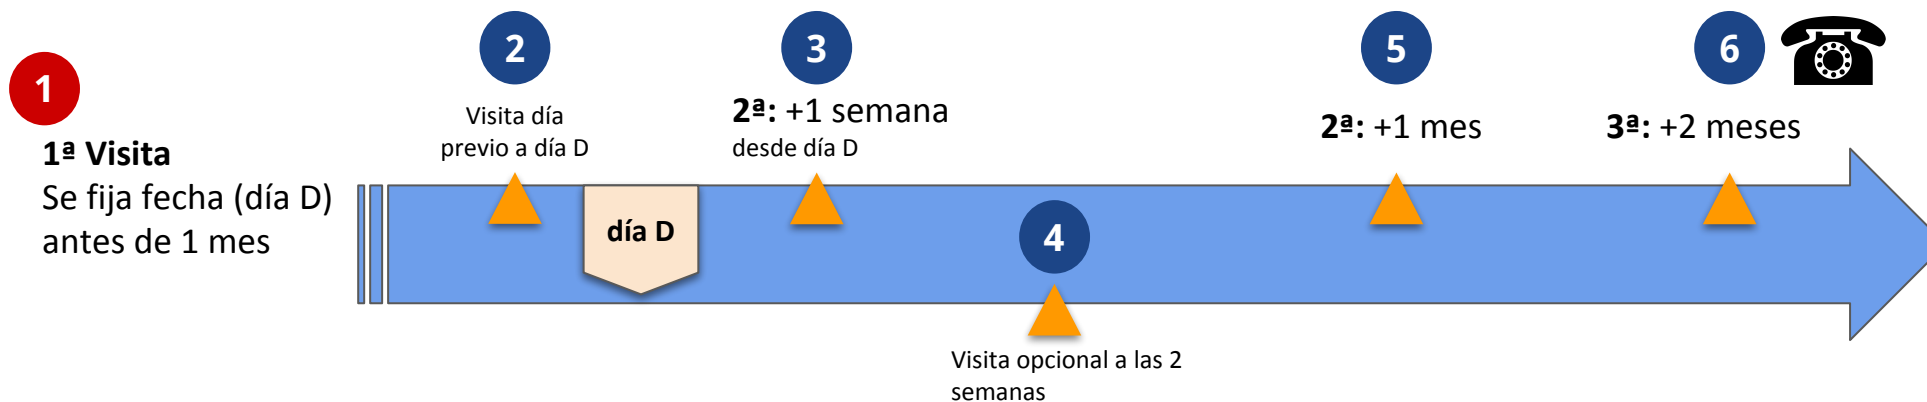 1
1ª Visita
Se fija fecha (día D)
antes de 1 mes
2
Visita día
previo a día D
día D
3
2ª: +1 semana
desde día D
4
Visita opcional a las 2
semanas
5
2ª: +1 mes
6
3ª: +2 meses